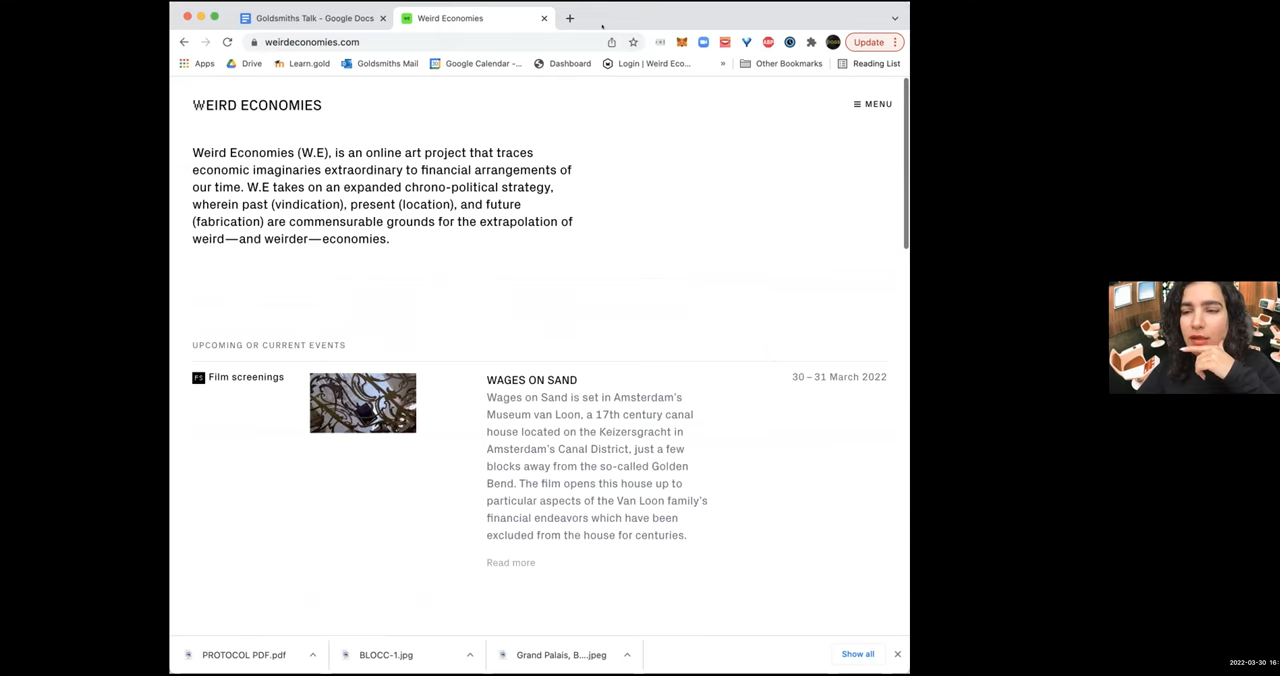 Goldsmiths Talk - Google Docs
Weird Economies
weirdeconomies.com
Update
Apps
Drive
Learn.gold
Goldsmiths Mail
Google Calendar -...
Dashboard
Login | Weird Eco...
»
Other Bookmarks
Reading List
WEIRD ECONOMIES
MENU
Weird Economies (W.E), is an online art project that traces
economic imaginaries extraordinary to financial arrangements of
our time. W.E takes on an expanded chrono-political strategy,
wherein past (vindication), present (location), and future
(fabrication) are commensurable grounds for the extrapolation of
weird—and weirder—economies.
UPCOMING OR CURRENT EVENTS
FS Film screenings
WAGES ON SAND
30 – 31 March 2022
Wages on Sand is set in Amsterdam's
Museum van Loon, a 17th century canal
house located on the Keizersgracht in
Amsterdam's Canal District, just a few
blocks away from the so-called Golden
Bend. The film opens this house up to
particular aspects of the Van Loon family's
financial endeavors which have been
excluded from the house for centuries.
Read more
PROTOCOL PDF.pdf
BLOCC-1.jpg
Grand Palais, B....jpeg
Show all
2022-03-30 16: